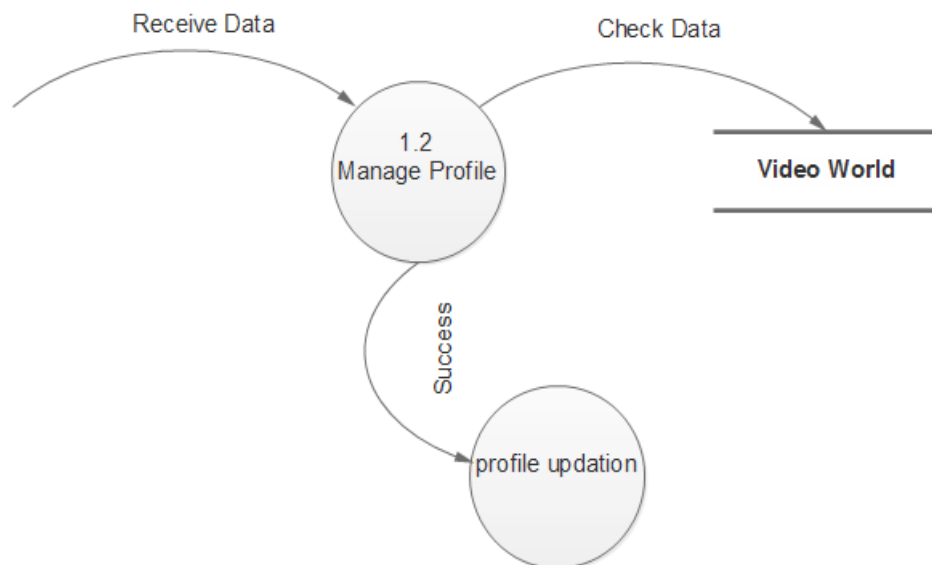 Receive Data
Check Data
1.2
Manage Profile
Video World
Success
profile updation